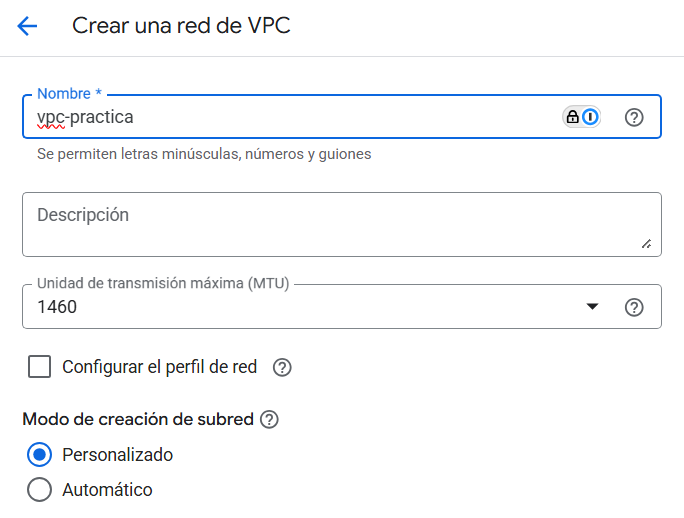 Crear una red de VPC
Nombre *
vpc-practica
Se permiten letras minúsculas, números y guiones
Descripción
Unidad de transmisión máxima (MTU)
1460
Configurar el perfil de red
Modo de creación de subred
Personalizado
Automático